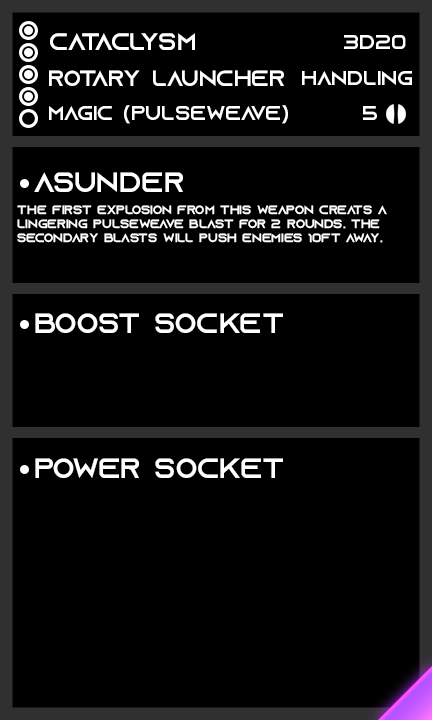 CATACLYSM 3D20
ROTARY LAUNCHER HANDLING
MAGIC (PULSEWEAVE) 5
•ASUNDER
THE FIRST EXPLOSION FROM THIS WEAPON CREATS A
LINGERING PULSEWEAVE BLAST FOR 2 ROUNDS. THE
SECONDARY BLASTS WILL PUSH ENEMIES 10FT AWAY.
•BOOST SOCKET
•POWER SOCKET